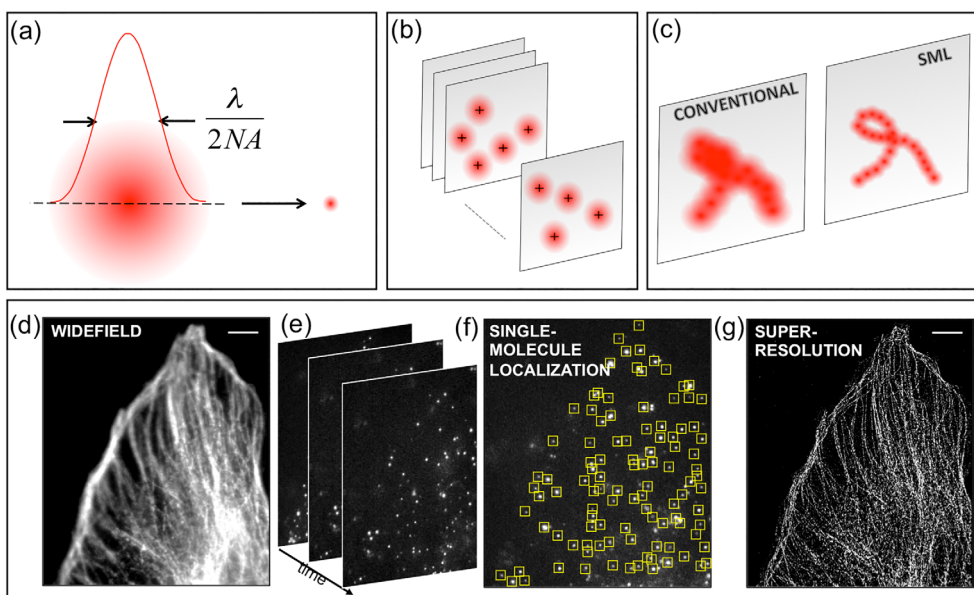 (a)
λ
2NA
(b)
+ + + + +
+ + + +
(c)
CONVENTIONAL
SML
(d)
WIDEFIELD
(e)
time
(f)
SINGLE-
MOLECULE
LOCALIZATION
(g)
SUPER-
RESOLUTION